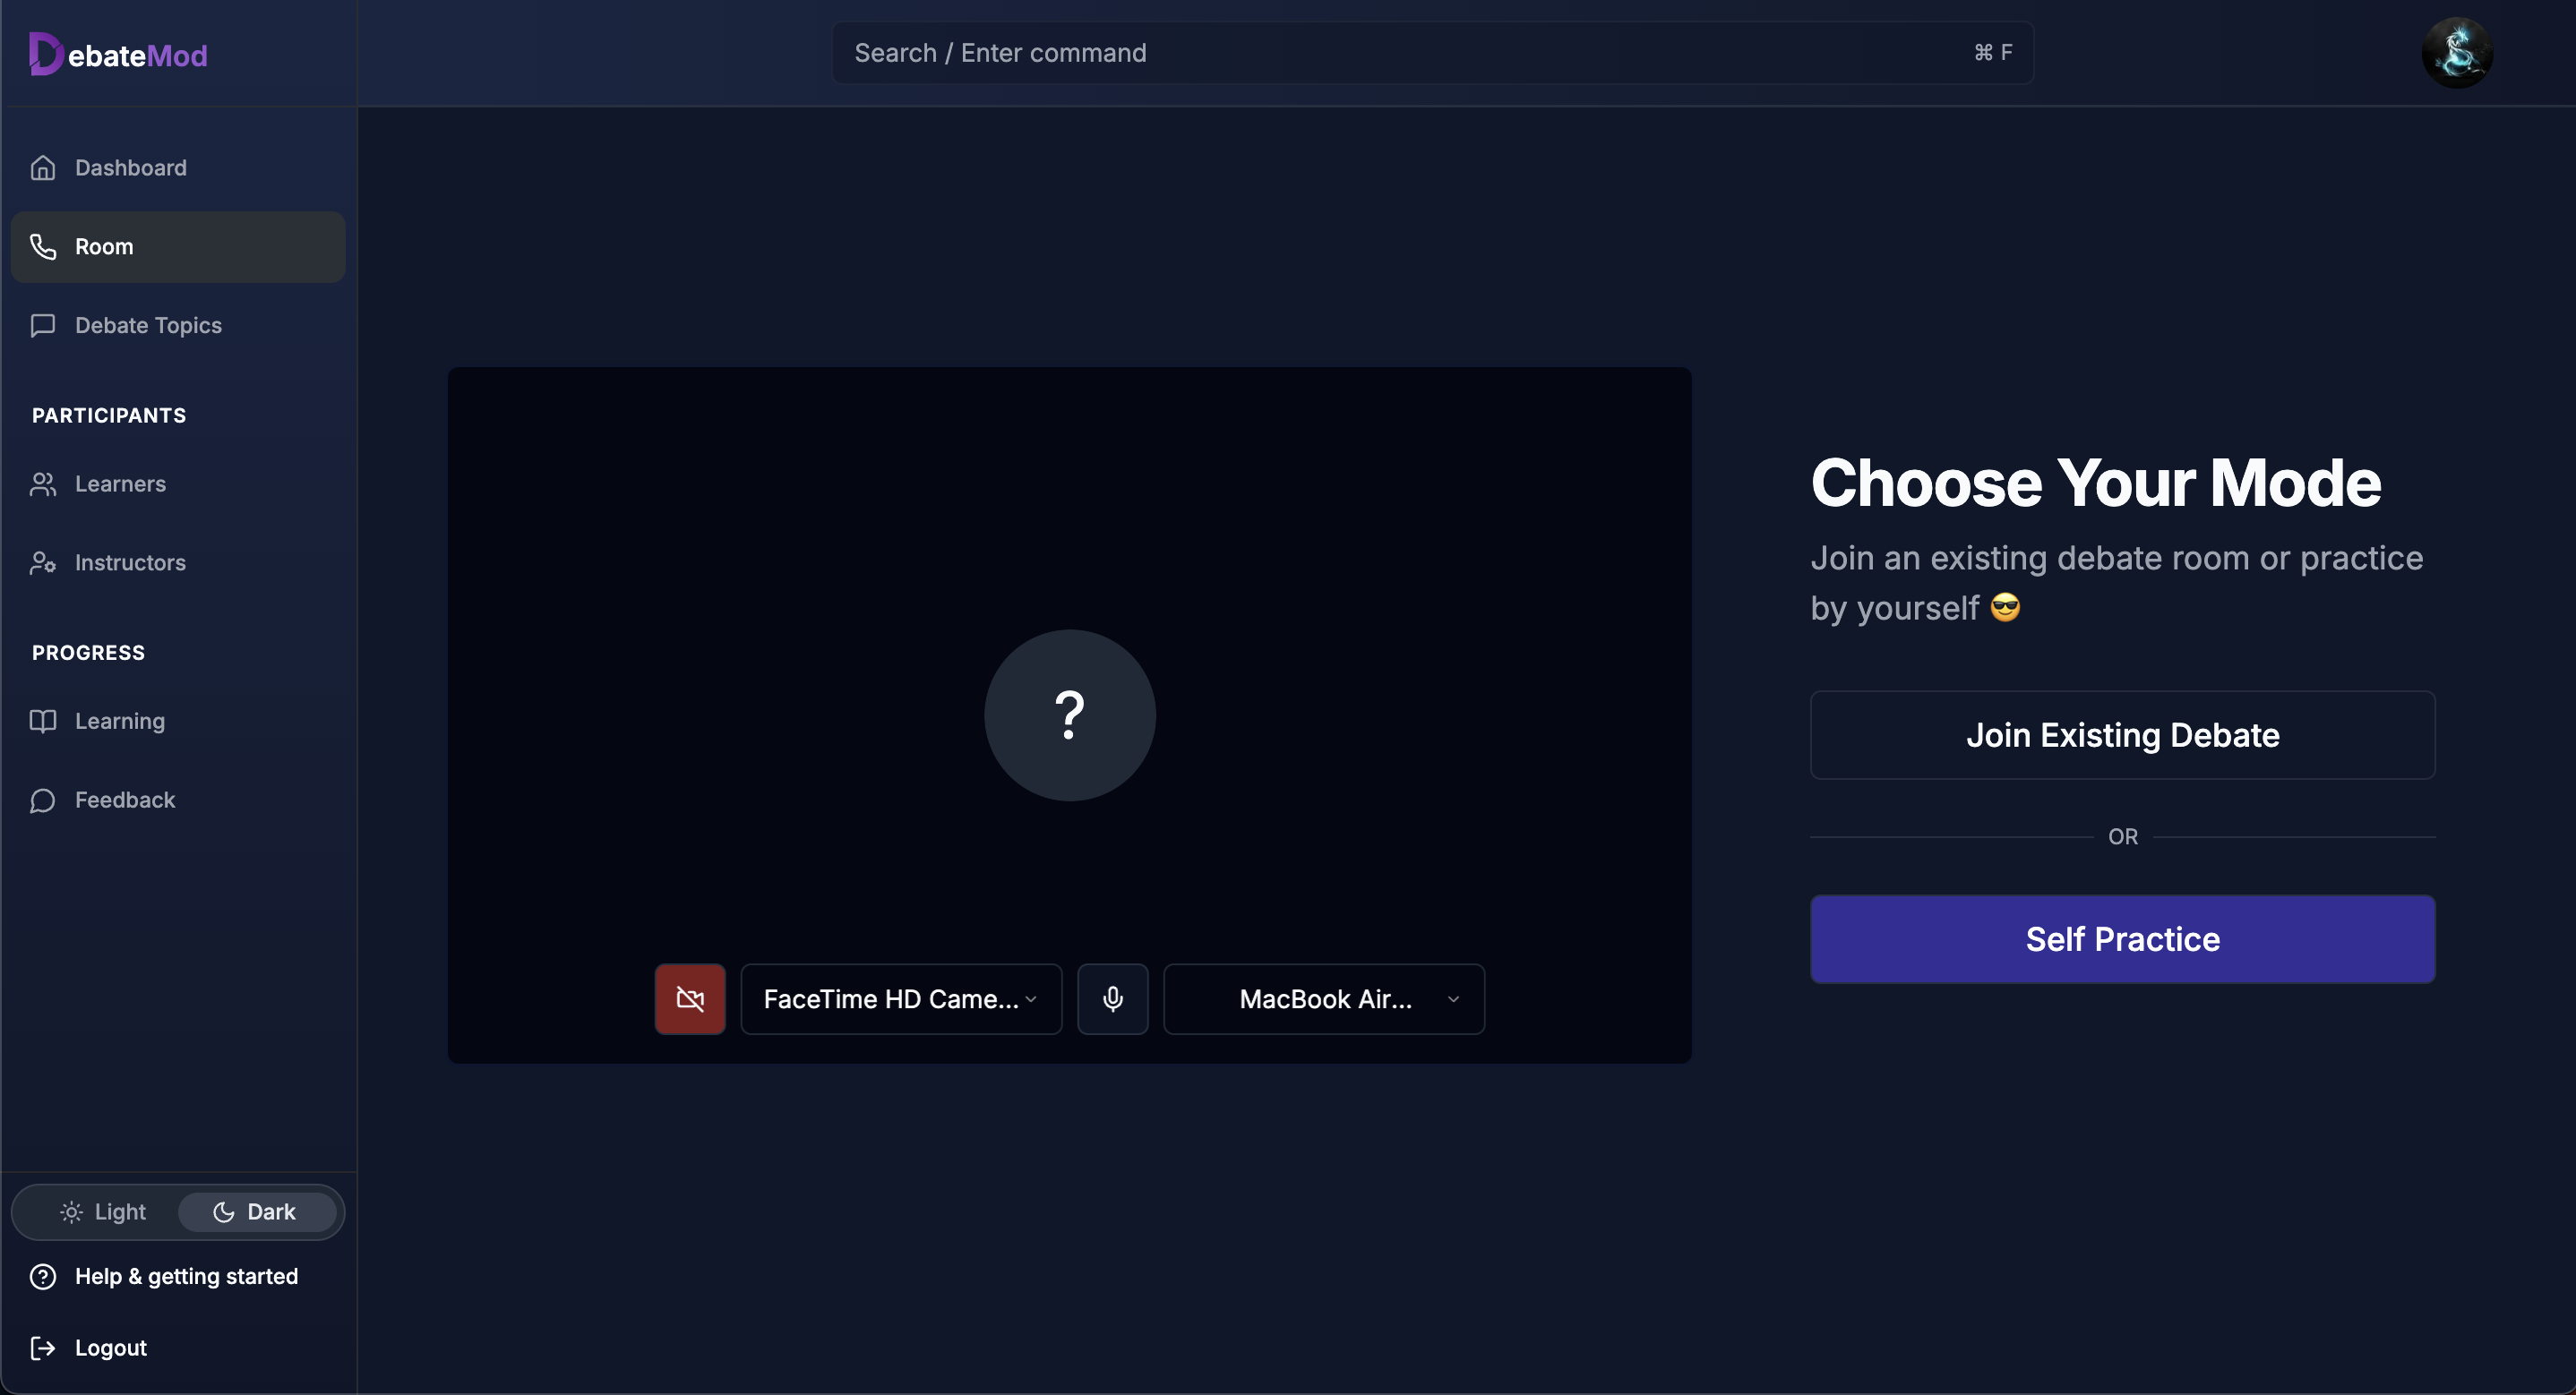 DebateMod
Search / Enter command
⌘ F
Dashboard
Room
Debate Topics
PARTICIPANTS
Learners
Instructors
PROGRESS
Learning
Feedback
Light
Dark
Help & getting started
Logout
?
FaceTime HD Came...
MacBook Air...
Choose Your Mode
Join an existing debate room or practice
by yourself 😎
Join Existing Debate
OR
Self Practice